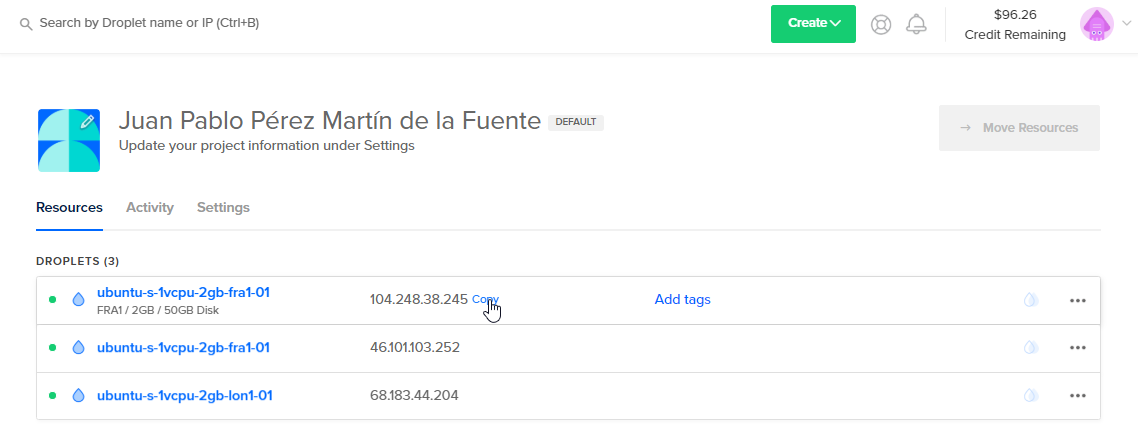 Search by Droplet name or IP (Ctrl+B)
Create
$96.26
Credit Remaining
Juan Pablo Pérez Martín de la Fuente DEFAULT
Update your project information under Settings
→ Move Resources
Resources Activity Settings
DROPLETS (3)
ubuntu-s-1vcpu-2gb-fra1-01 104.248.38.245 Copy Add tags
FRA1 / 2GB / 50GB Disk
ubuntu-s-1vcpu-2gb-fra1-01 46.101.103.252
ubuntu-s-1vcpu-2gb-lon1-01 68.183.44.204